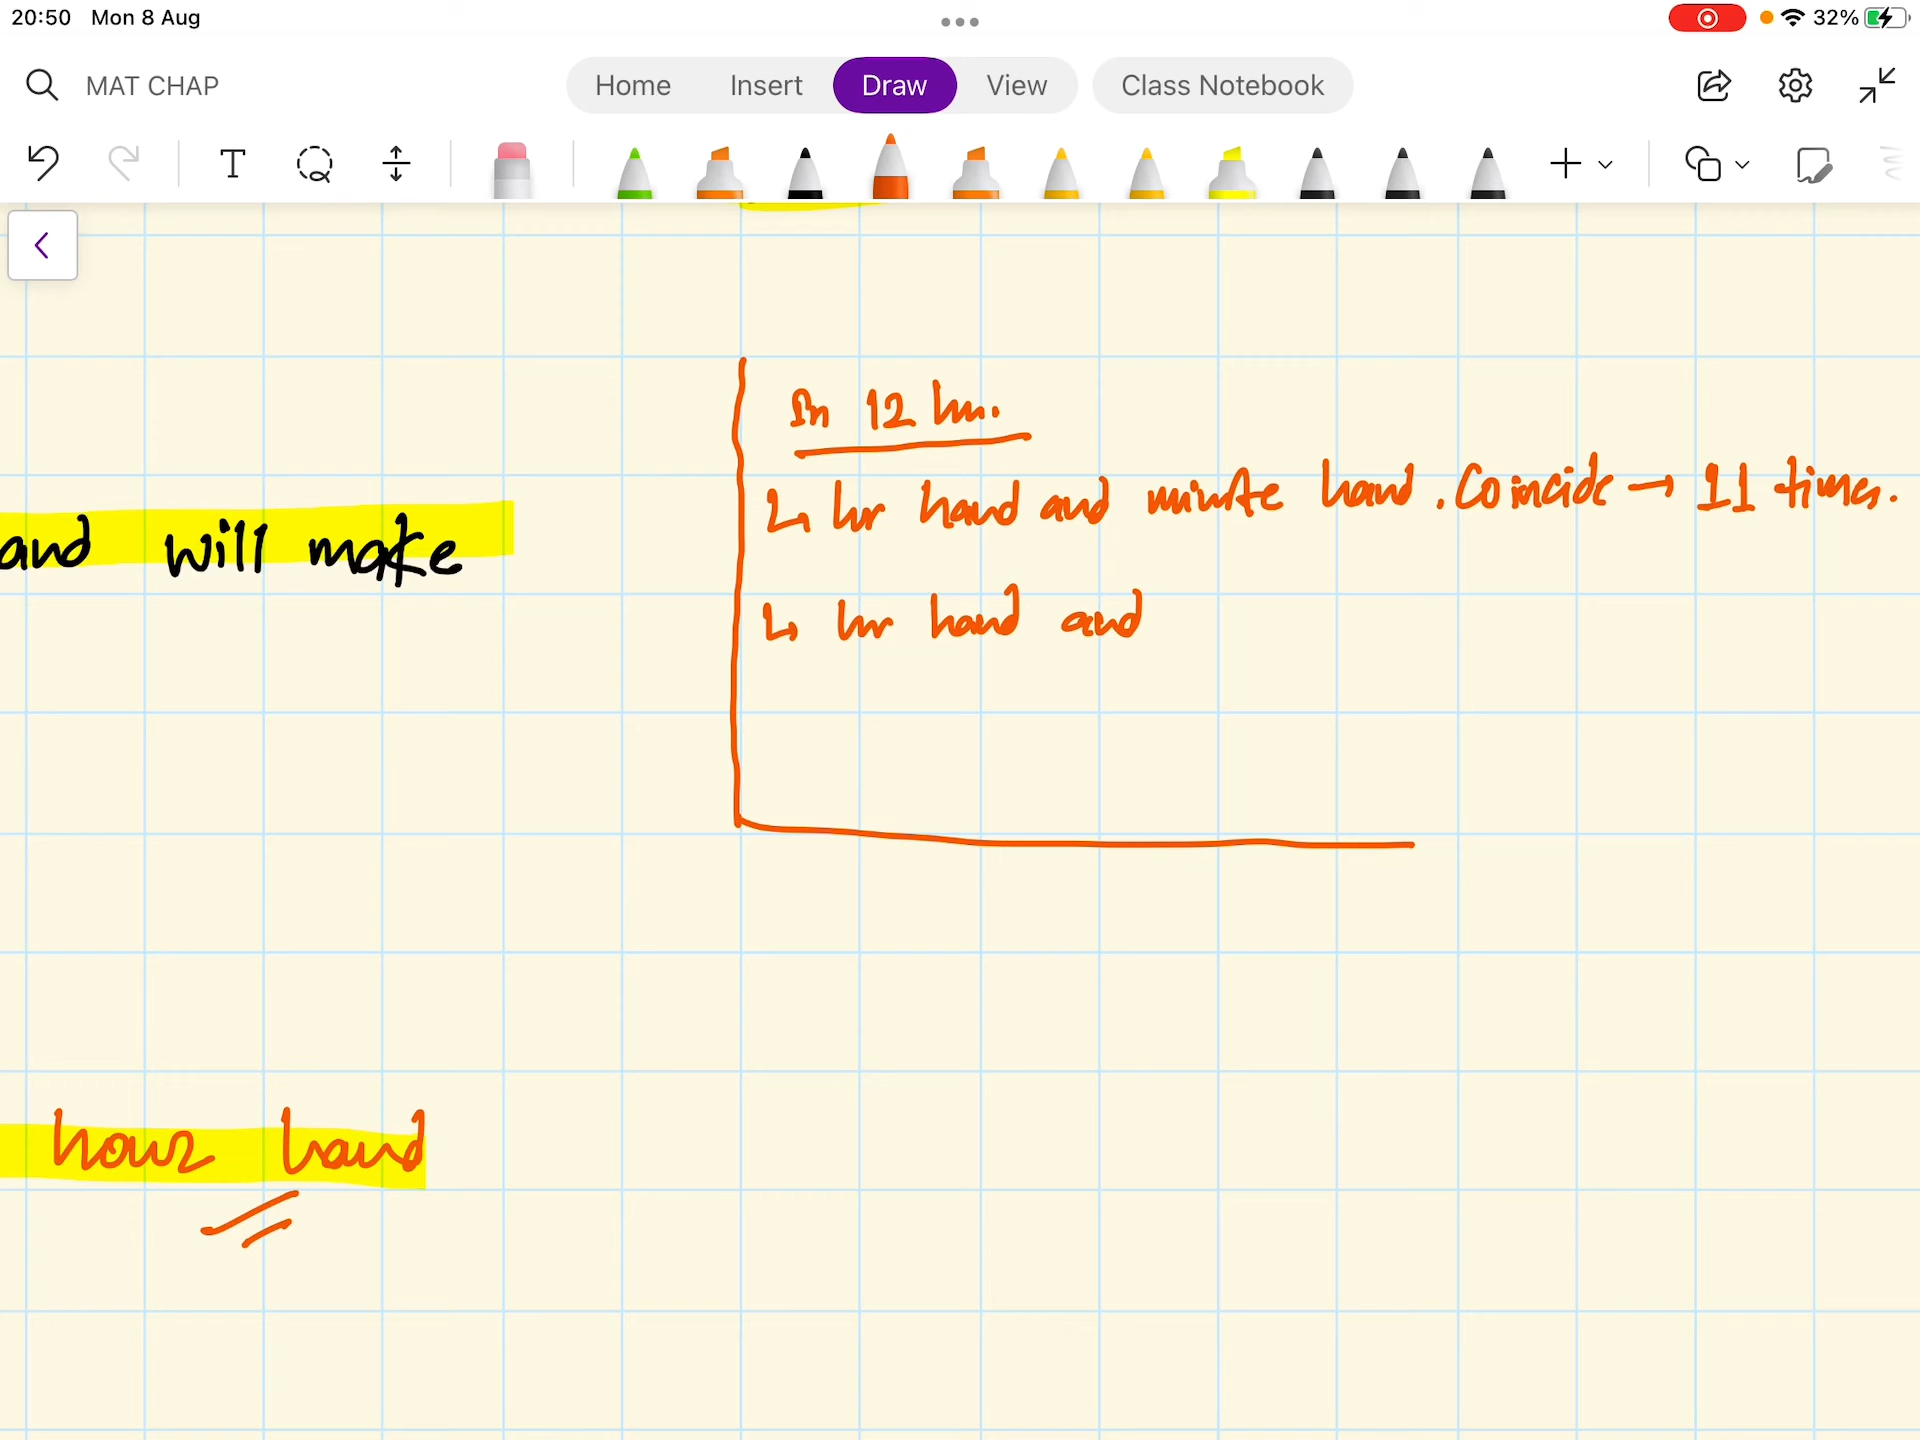 20:50 Mon 8 Aug
32%
MAT CHAP
Home Insert Draw View Class Notebook
T
In 12 hr.
↳ hr hand and minute hand. Coincide → 11 times.
and will make
↳ hr hand and
hour hand